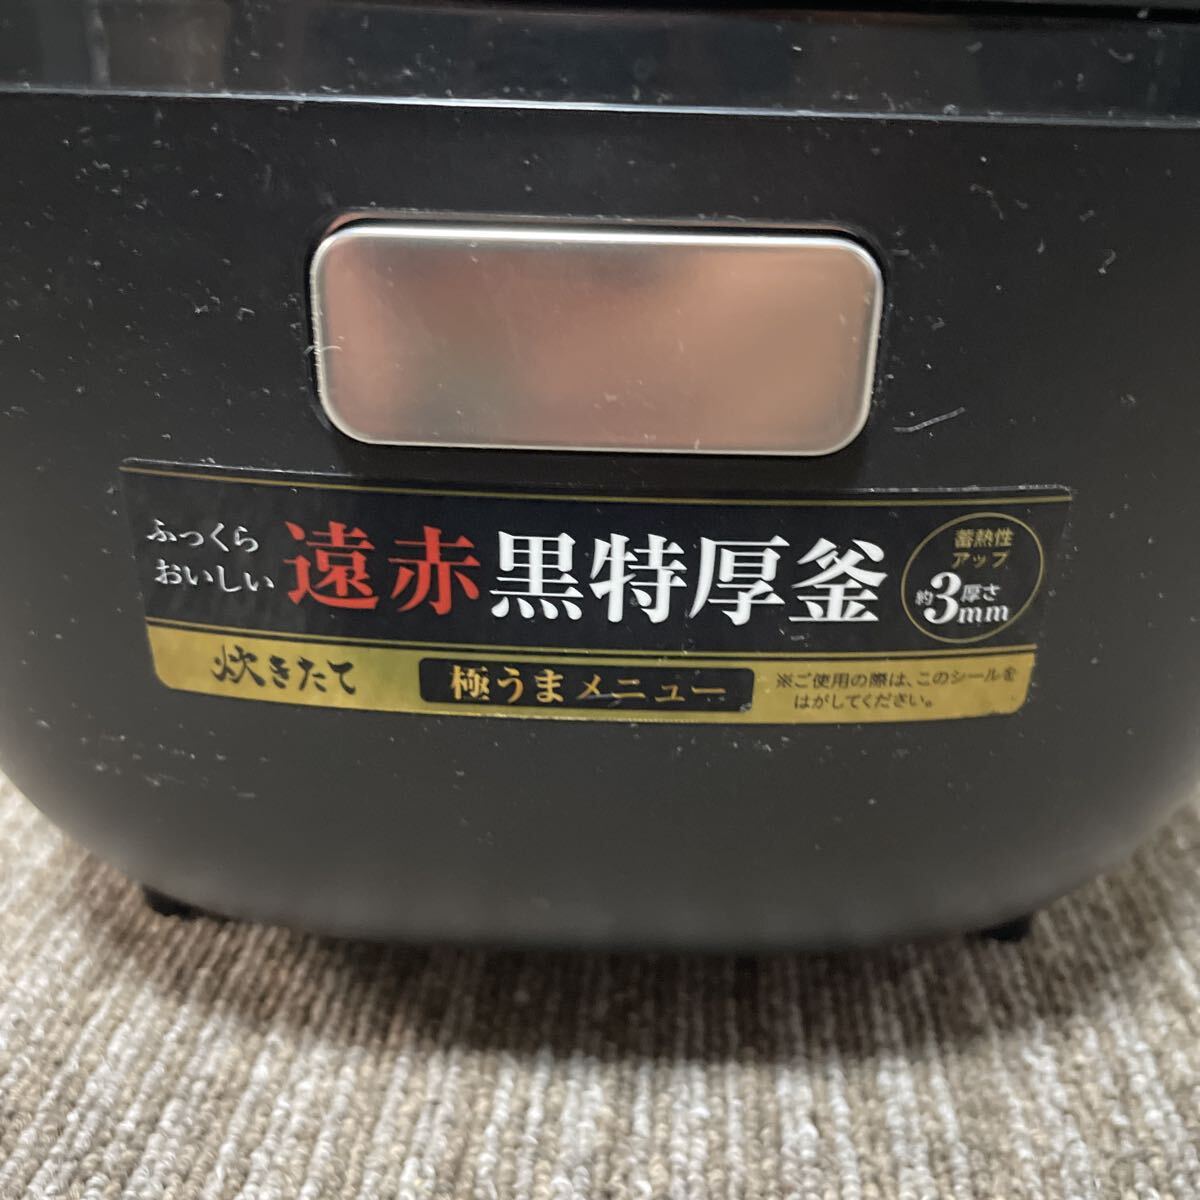 ふっくら
おいしい
遠赤黒特厚釜
蓄熱性
アップ
約3mm厚さ
炊きたて
極うまメニュー
※ご使用の際は、このシールを
はがしてください。